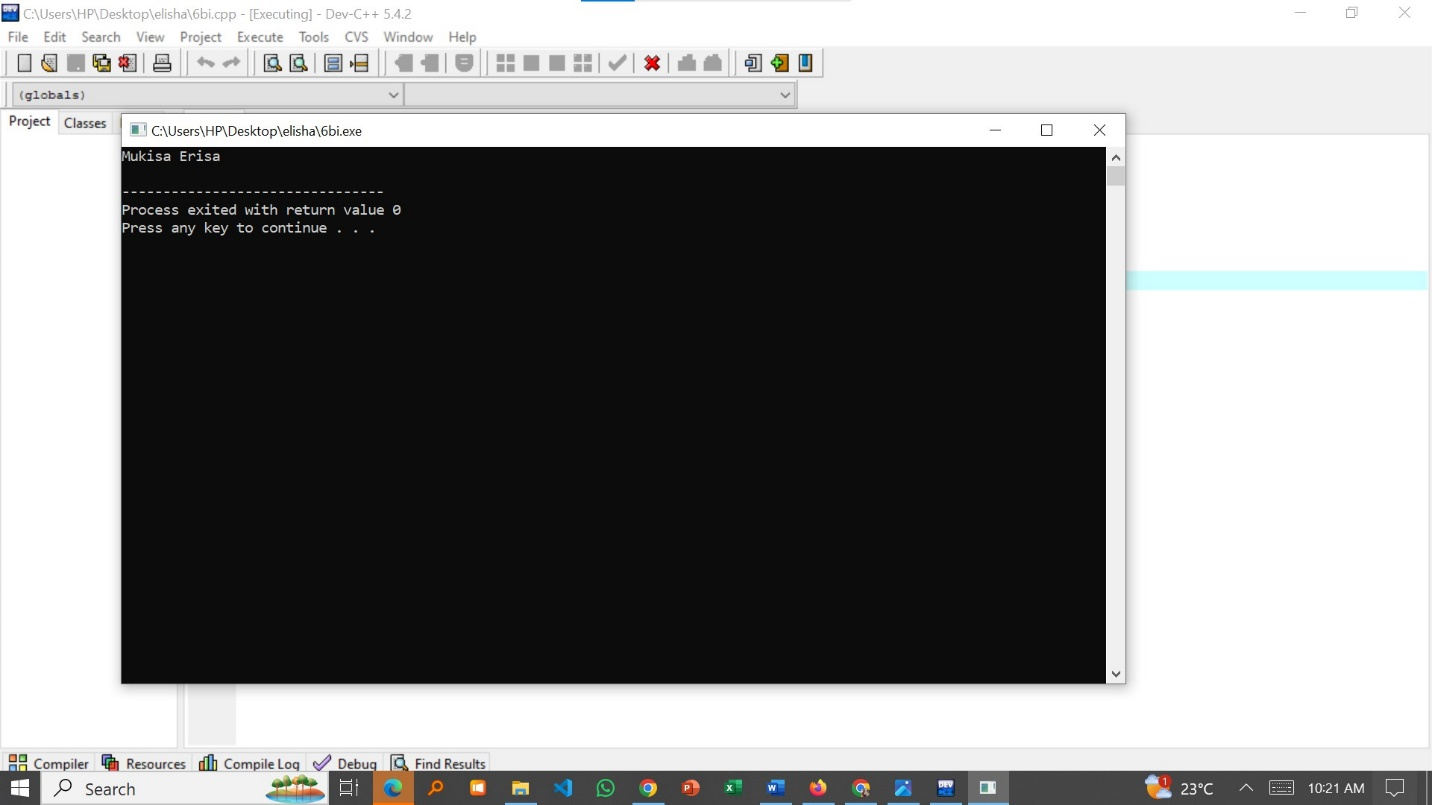 C:\Users\HP\Desktop\elisha\6bi.cpp - [Executing] - Dev-C++ 5.4.2
File Edit Search View Project Execute Tools CVS Window Help
(globals)
Project Classes
C:\Users\HP\Desktop\elisha\6bi.exe
Mukisa Erisa
--------------------------------
Process exited with return value 0
Press any key to continue . . .
Compiler Resources Compile Log Debug Find Results
Search 1 23°C 10:21 AM